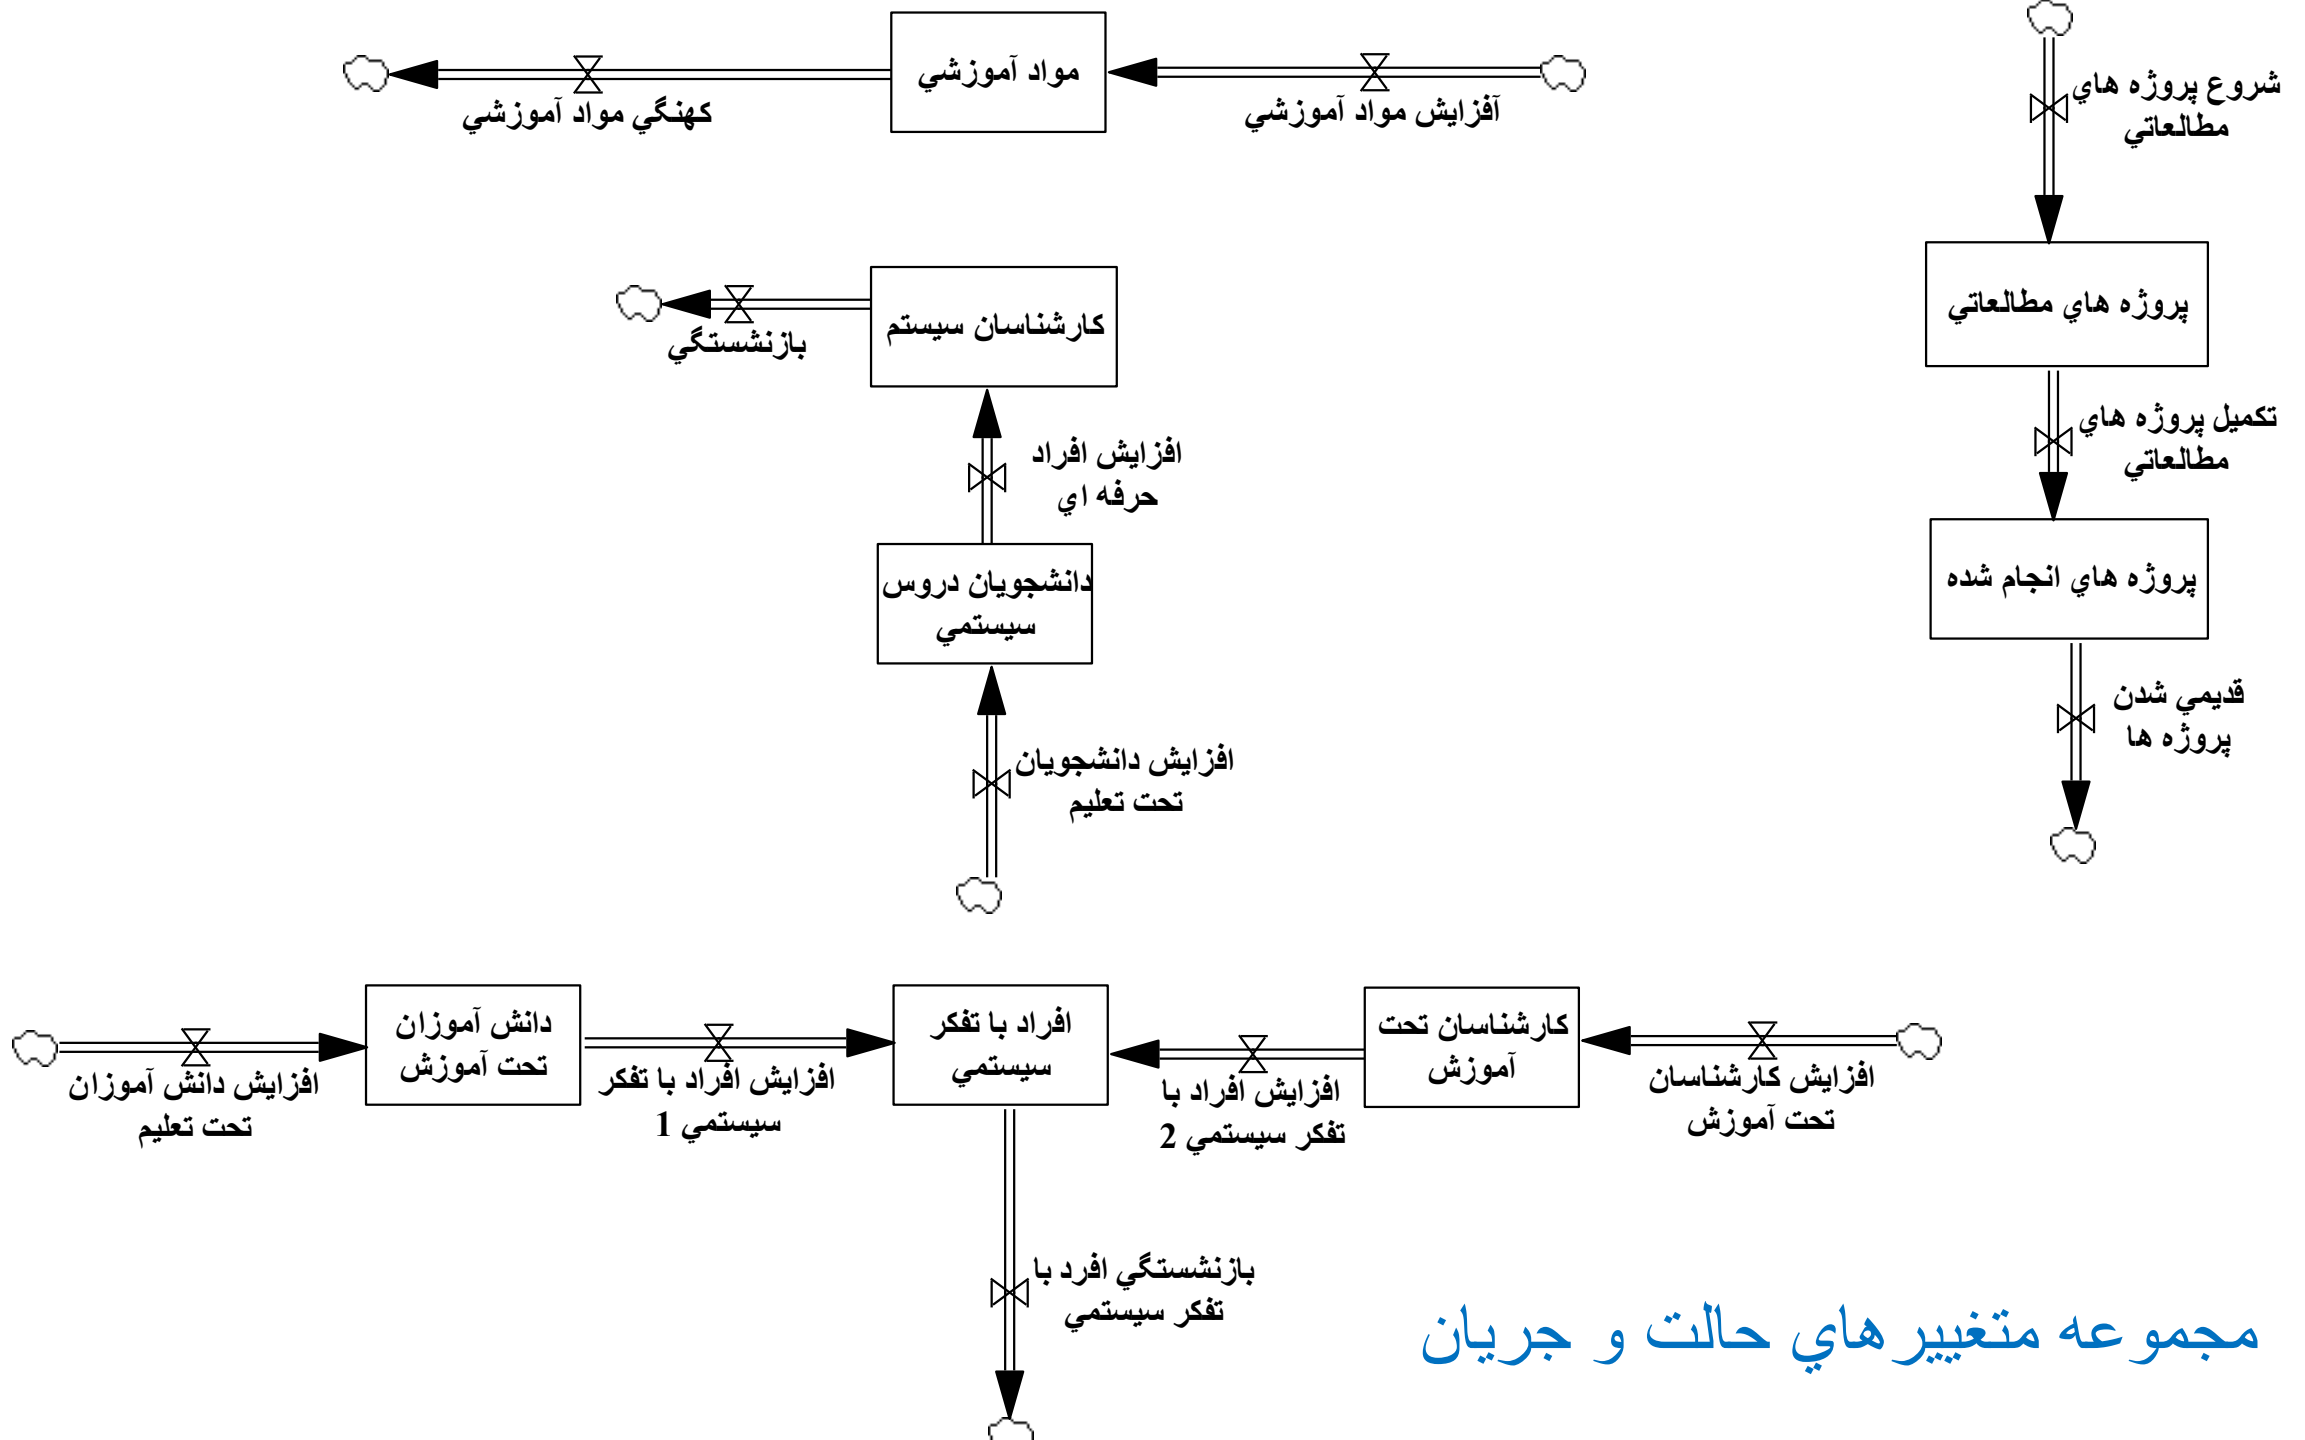 مواد آموزشي
آفزايش مواد آموزشي
كهنگي مواد آموزشي
شروع پروژه هاي
مطالعاتي
پروژه هاي مطالعاتي
تكميل پروژه هاي
مطالعاتي
پروژه هاي انجام شده
قديمي شدن
پروژه ها
كارشناسان سيستم
بازنشستگي
افزايش افراد
حرفه اي
دانشجويان دروس
سيستمي
افزايش دانشجويان
تحت تعليم
افزايش كارشناسان
تحت آموزش
كارشناسان تحت
آموزش
افزايش افراد با
تفكر سيستمي 2
افراد با تفكر
سيستمي
افزايش افراد با تفكر
سيستمي 1
دانش آموزان
تحت آموزش
افزايش دانش آموزان
تحت تعليم
بازنشستگي افرد با
تفكر سيستمي
مجموعه متغييرهاي حالت و جريان